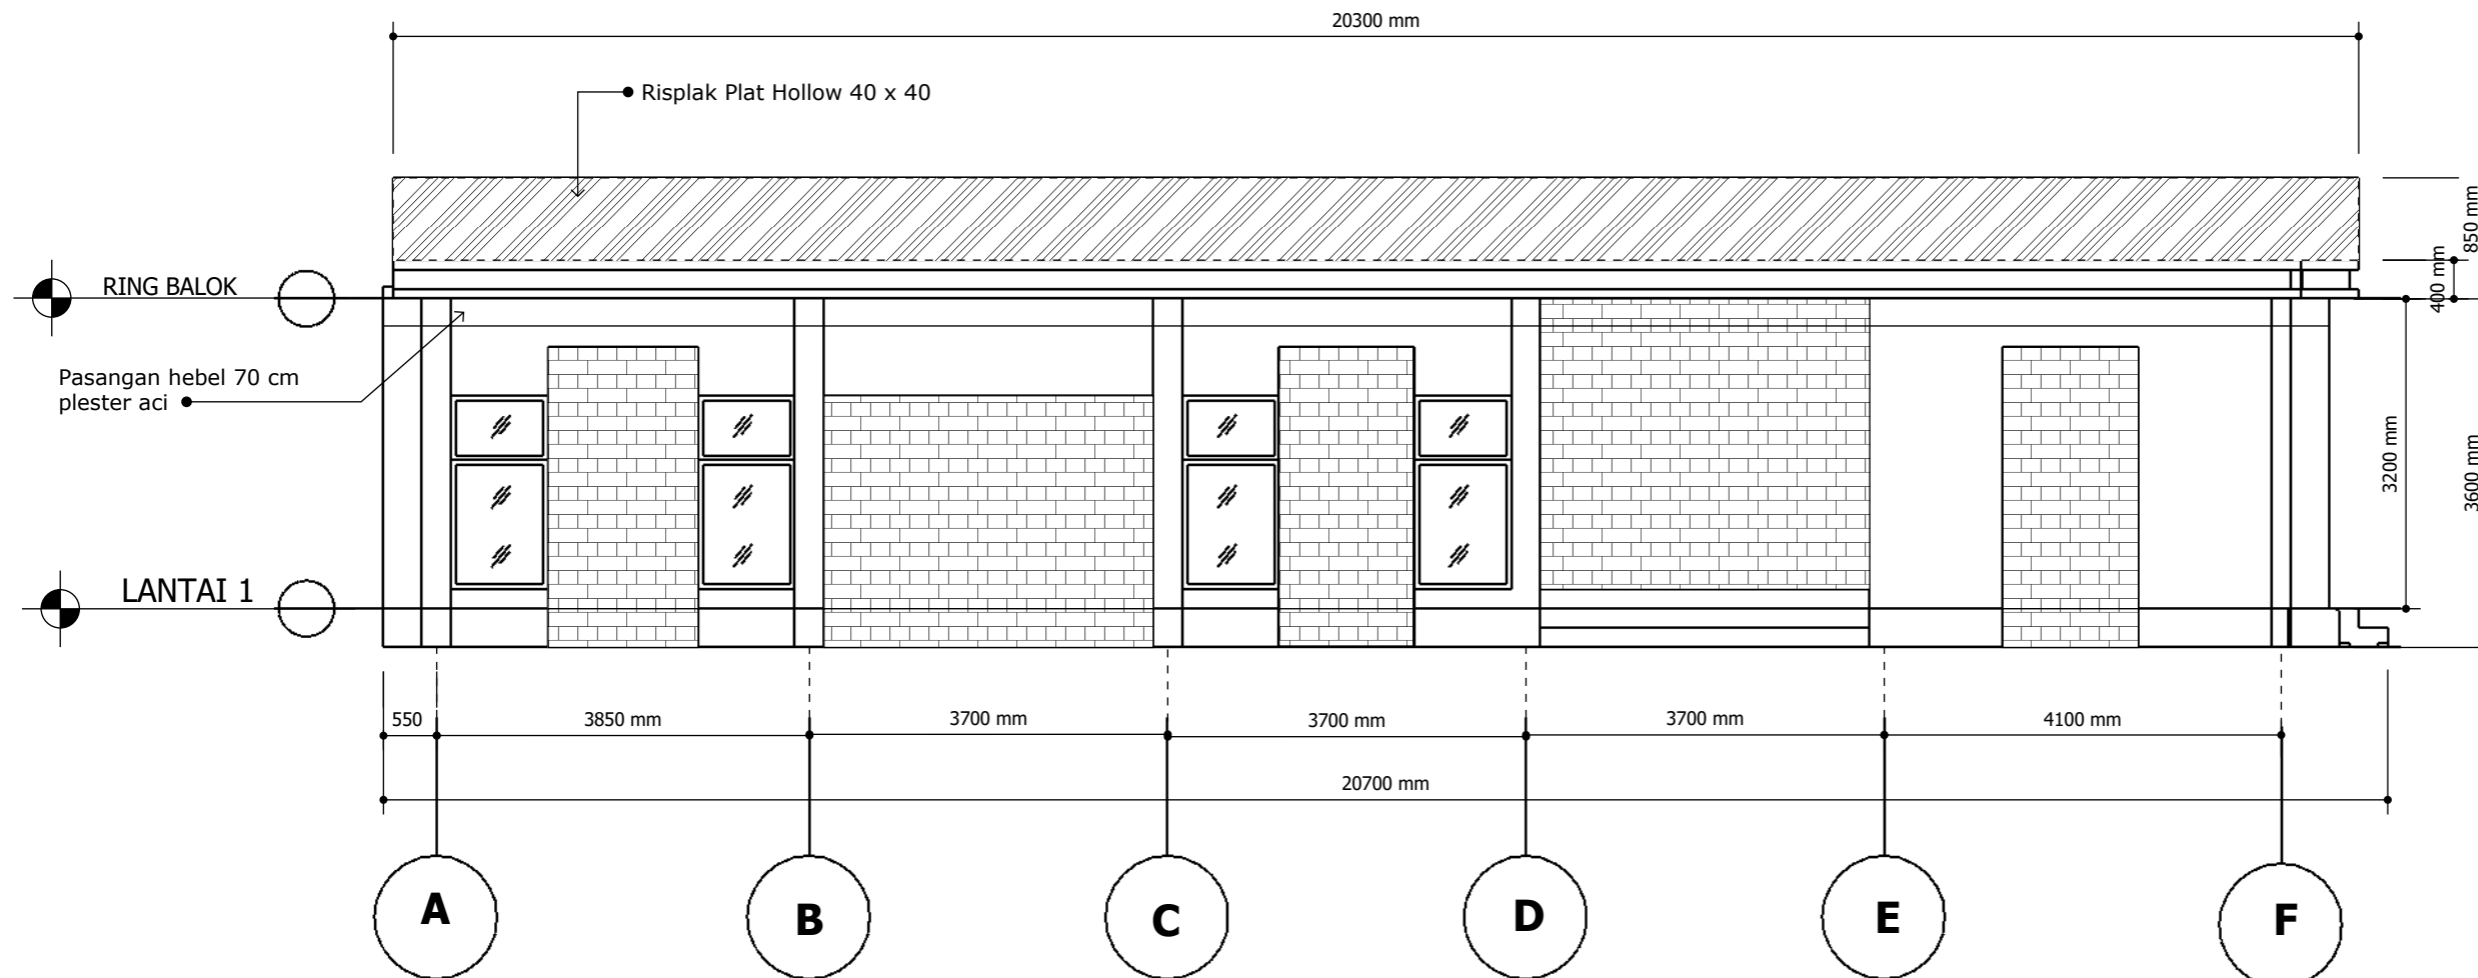 20300 mm
Risplak Plat Hollow 40 x 40
850 mm
400 mm
RING BALOK
Pasangan hebel 70 cm
plester aci
3200 mm
3600 mm
LANTAI 1
550
3850 mm
3700 mm
3700 mm
3700 mm
4100 mm
20700 mm
A
B
C
D
E
F